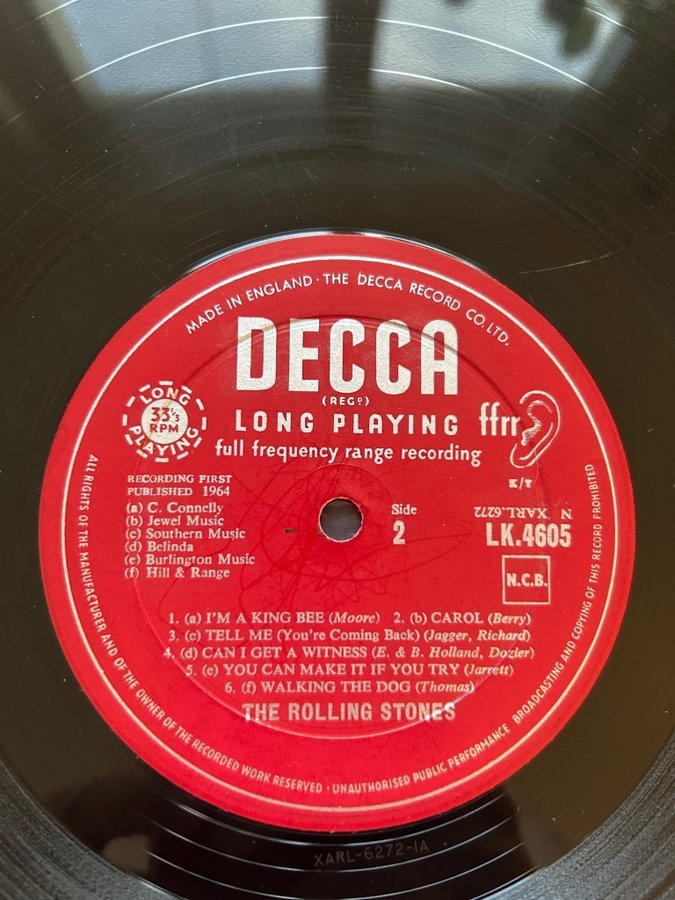 MADE IN ENGLAND · THE DECCA RECORD CO. LTD.
DECCA
(REGᴰ)
LONG PLAYING
ffrr
full frequency range recording
LONG
33⅓
RPM
PLAYING
K/T
RECORDING FIRST
PUBLISHED 1964
(a) C. Connelly
(b) Jewel Music
(c) Southern Music
(d) Belinda
(e) Burlington Music
(f) Hill & Range
Side
2
N XARL.6272
LK.4605
N.C.B.
1. (a) I'M A KING BEE (Moore) 2. (b) CAROL (Berry)
3. (c) TELL ME (You're Coming Back) (Jagger, Richard)
4. (d) CAN I GET A WITNESS (E. & B. Holland, Dozier)
5. (e) YOU CAN MAKE IT IF YOU TRY (Jarrett)
6. (f) WALKING THE DOG (Thomas)
THE ROLLING STONES
ALL RIGHTS OF THE MANUFACTURER AND OF THE OWNER OF THE RECORDED WORK RESERVED · UNAUTHORISED PUBLIC PERFORMANCE BROADCASTING AND COPYING OF THIS RECORD PROHIBITED
XARL-6272-1A